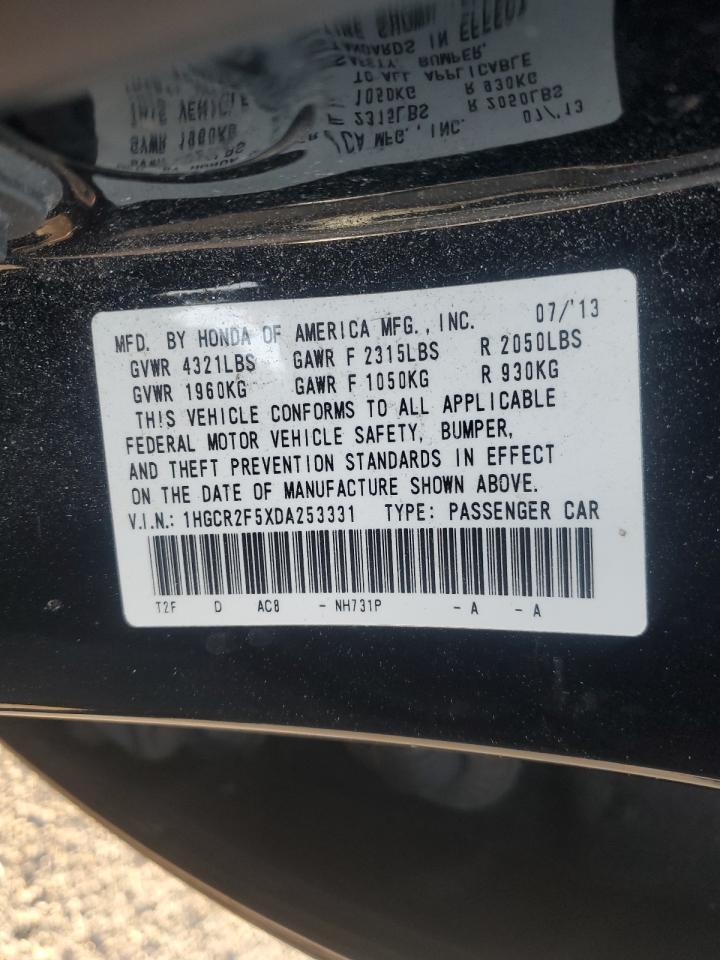 MFD. BY HONDA OF AMERICA MFG., INC. 07/'13
GVWR 4321LBS GAWR F 2315LBS R 2050LBS
GVWR 1960KG GAWR F 1050KG R 930KG
THIS VEHICLE CONFORMS TO ALL APPLICABLE
FEDERAL MOTOR VEHICLE SAFETY, BUMPER,
AND THEFT PREVENTION STANDARDS IN EFFECT
ON THE DATE OF MANUFACTURE SHOWN ABOVE.
V.I.N.: 1HGCR2F5XDA253331 TYPE: PASSENGER CAR
T2F D AC8 - NH731P - A - A